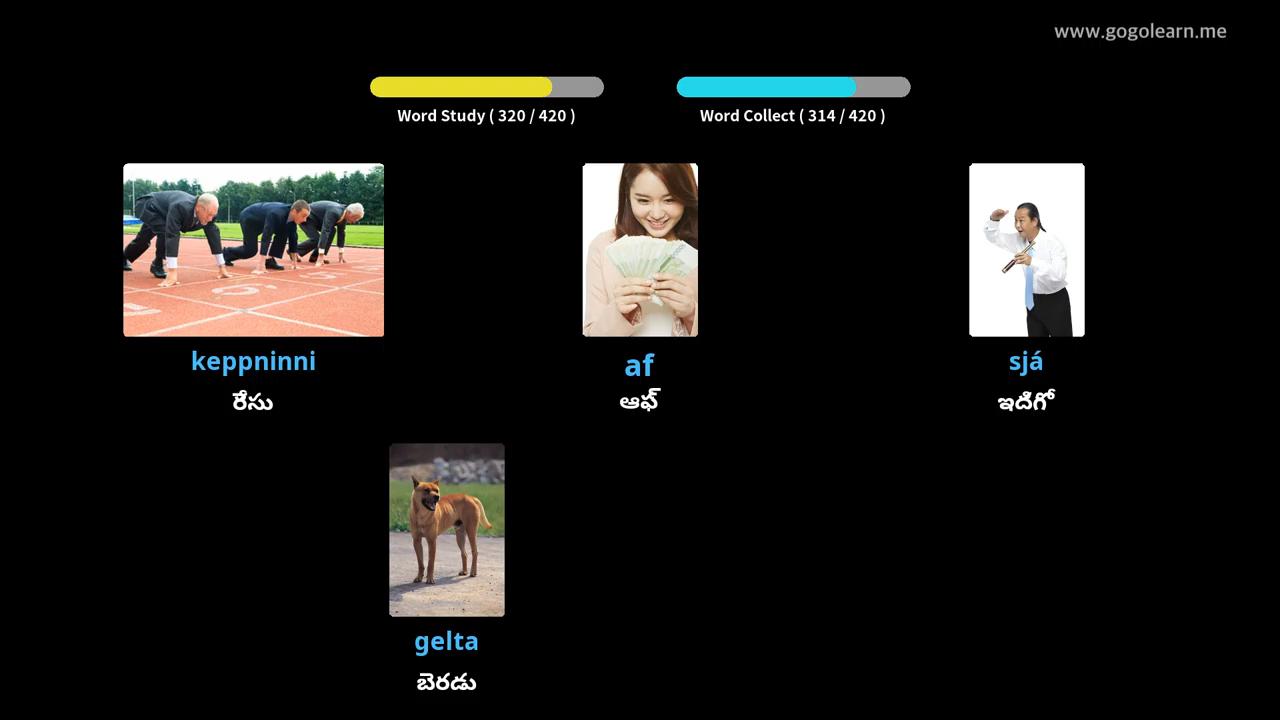 www.gogolearn.me
Word Study ( 320 / 420 )
Word Collect ( 314 / 420 )
keppninni
రేసు
af
ఆఫ్
sjá
ఇదిగో
gelta
బెరడు